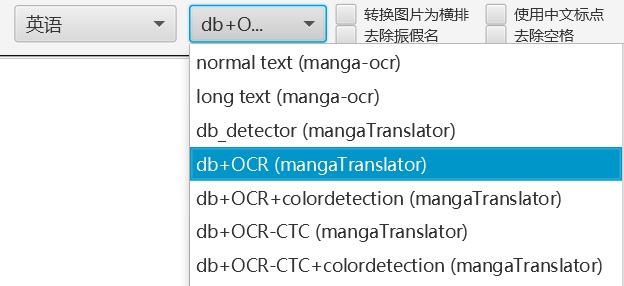 英语
db+O...
转换图片为横排
使用中文标点
去除振假名
去除空格
normal text (manga-ocr)
long text (manga-ocr)
db_detector (mangaTranslator)
db+OCR (mangaTranslator)
db+OCR+colordetection (mangaTranslator)
db+OCR-CTC (mangaTranslator)
db+OCR-CTC+colordetection (mangaTranslator)